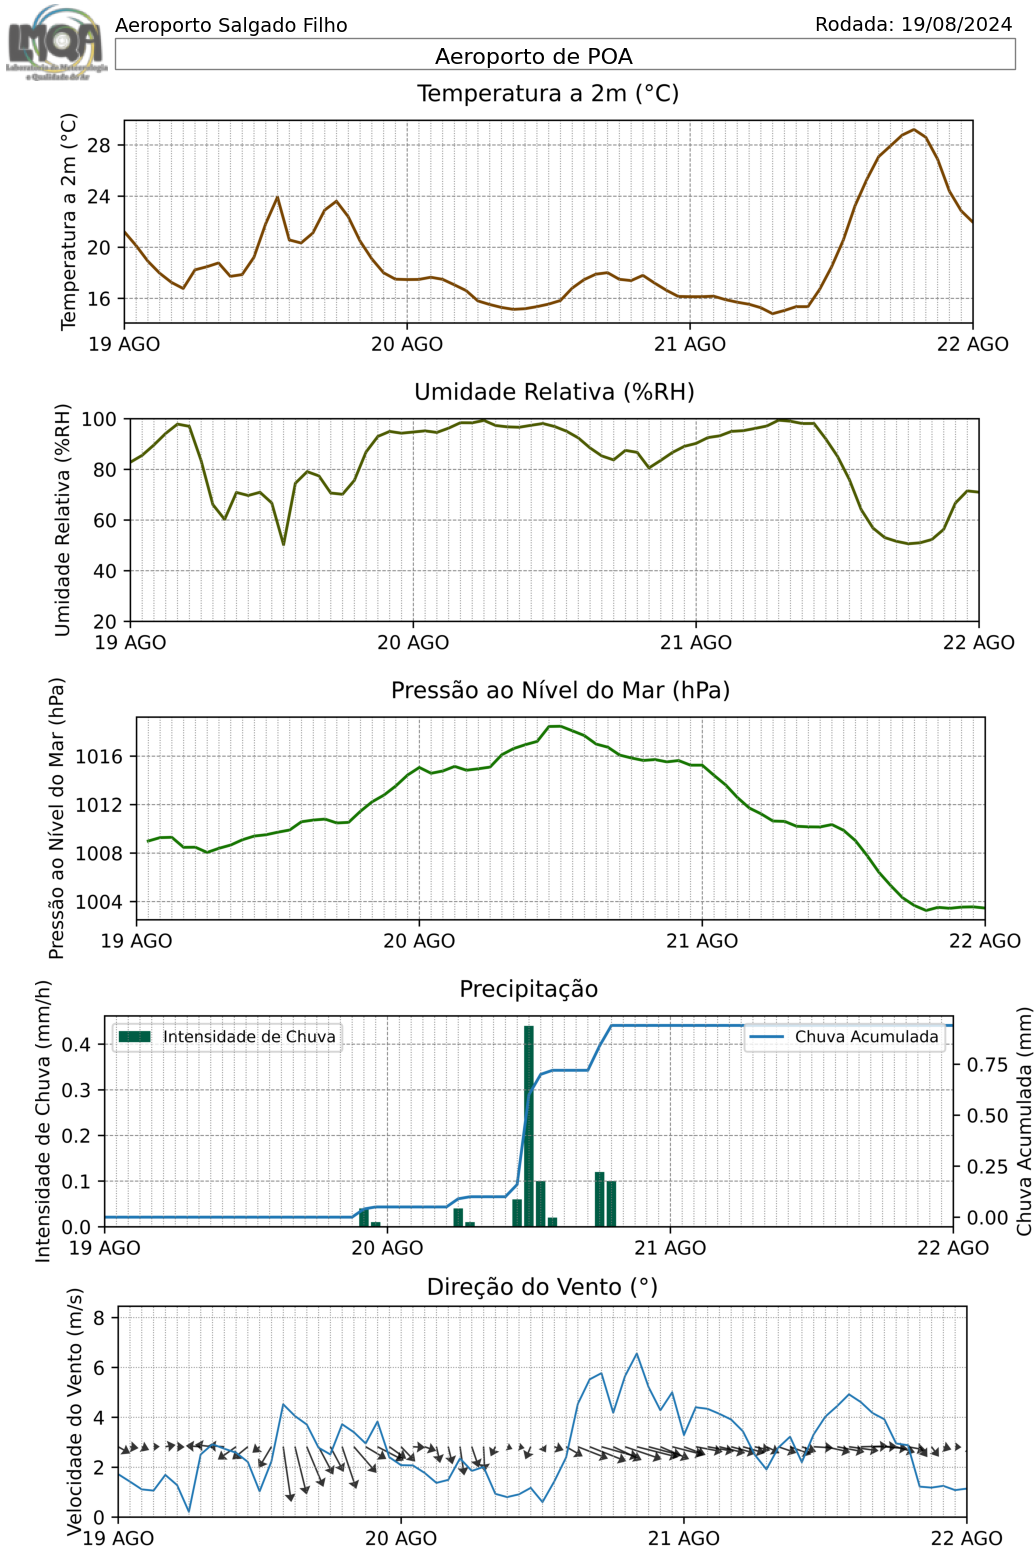 LMQA
Laboratório de Meteorologia
e Qualidade do Ar
Aeroporto Salgado Filho
Rodada: 19/08/2024
Aeroporto de POA
Temperatura a 2m (°C)
Temperatura a 2m (°C)
28
24
20
16
19 AGO 20 AGO 21 AGO 22 AGO
Umidade Relativa (%RH)
Umidade Relativa (%RH)
100
80
60
40
20
19 AGO 20 AGO 21 AGO 22 AGO
Pressão ao Nível do Mar (hPa)
Pressão ao Nível do Mar (hPa)
1016
1012
1008
1004
19 AGO 20 AGO 21 AGO 22 AGO
Precipitação
Intensidade de Chuva (mm/h)
Intensidade de Chuva
Chuva Acumulada
0.4
0.3
0.2
0.1
0.0
0.75
0.50
0.25
0.00
Chuva Acumulada (mm)
19 AGO 20 AGO 21 AGO 22 AGO
Direção do Vento (°)
Velocidade do Vento (m/s)
8
6
4
2
0
19 AGO 20 AGO 21 AGO 22 AGO